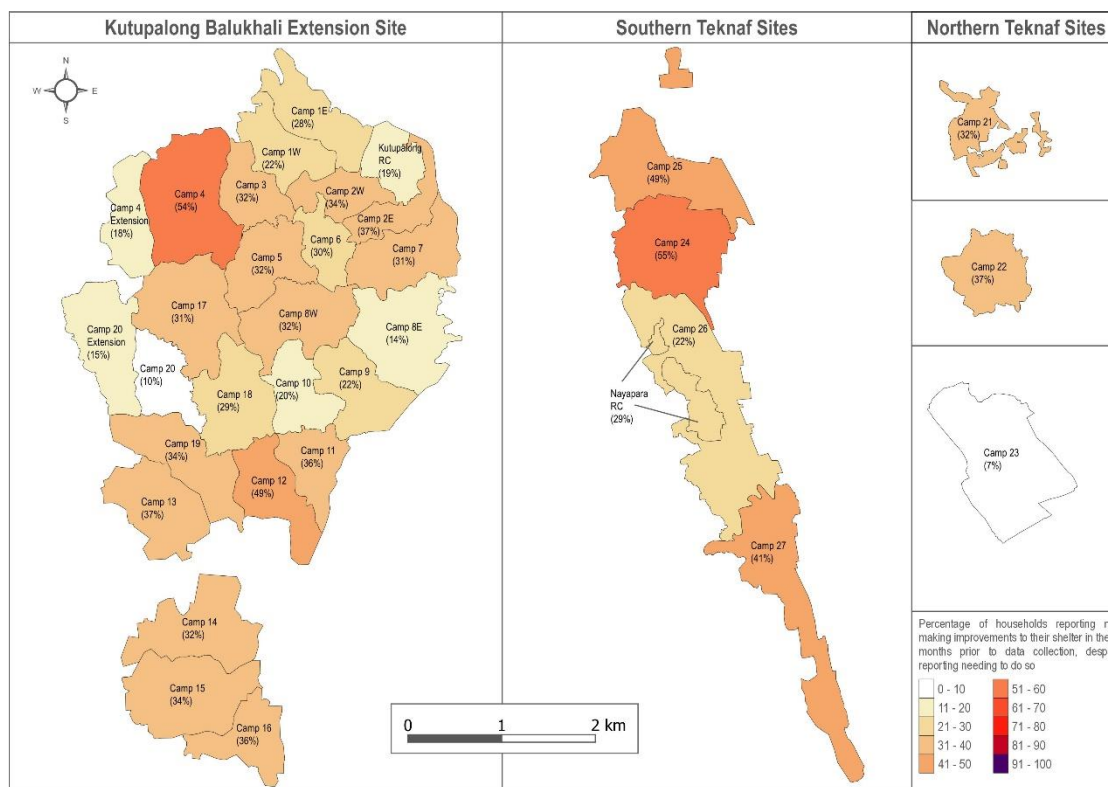 Kutupalong Balukhali Extension Site
Southern Teknaf Sites
Northern Teknaf Sites
N
W
E
S
Camp 1E
(28%)
Camp 1W
(22%)
Kutupalong
RC
(19%)
Camp 4
(54%)
Camp 3
(32%)
Camp 2W
(34%)
Camp 4
Extension
(18%)
Camp 2E
(37%)
Camp 6
(30%)
Camp 7
(31%)
Camp 5
(32%)
Camp 17
(31%)
Camp 8W
(32%)
Camp 8E
(14%)
Camp 20
Extension
(15%)
Camp 20
(10%)
Camp 9
(22%)
Camp 10
(20%)
Camp 18
(29%)
Camp 19
(34%)
Camp 11
(36%)
Camp 12
(49%)
Camp 13
(37%)
Camp 14
(32%)
Camp 15
(34%)
Camp 16
(36%)
Camp 25
(49%)
Camp 24
(55%)
Camp 26
(22%)
Nayapara
RC
(29%)
Camp 27
(41%)
0 1 2 km
Camp 21
(32%)
Camp 22
(37%)
Camp 23
(7%)
Percentage of households reporting
making improvements to their shelter in the
months prior to data collection,
reporting needing to do so
0 - 10
11 - 20
21 - 30
31 - 40
41 - 50
51 - 60
61 - 70
71 - 80
81 - 90
91 - 100